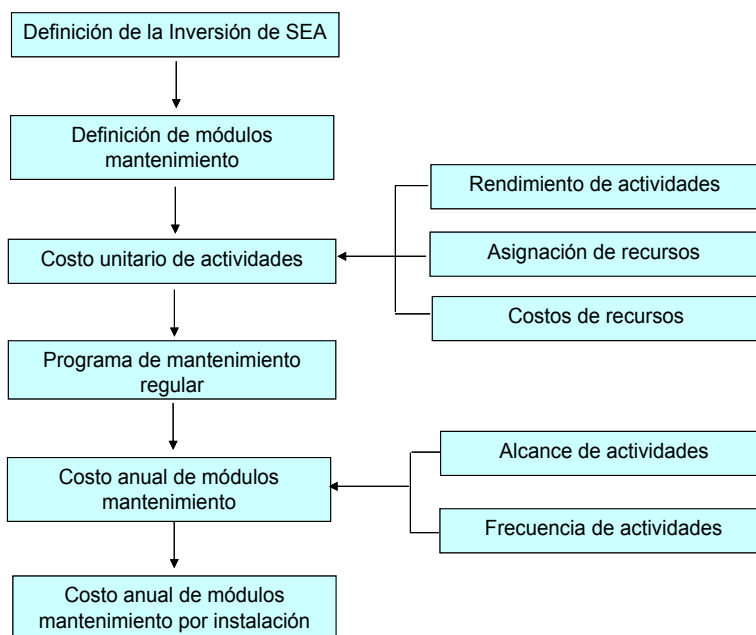 Definición de la Inversión de SEA
Definición de módulos
mantenimiento
Rendimiento de actividades
Costo unitario de actividades
Asignación de recursos
Costos de recursos
Programa de mantenimiento
regular
Alcance de actividades
Costo anual de módulos
mantenimiento
Frecuencia de actividades
Costo anual de módulos
mantenimiento por instalación